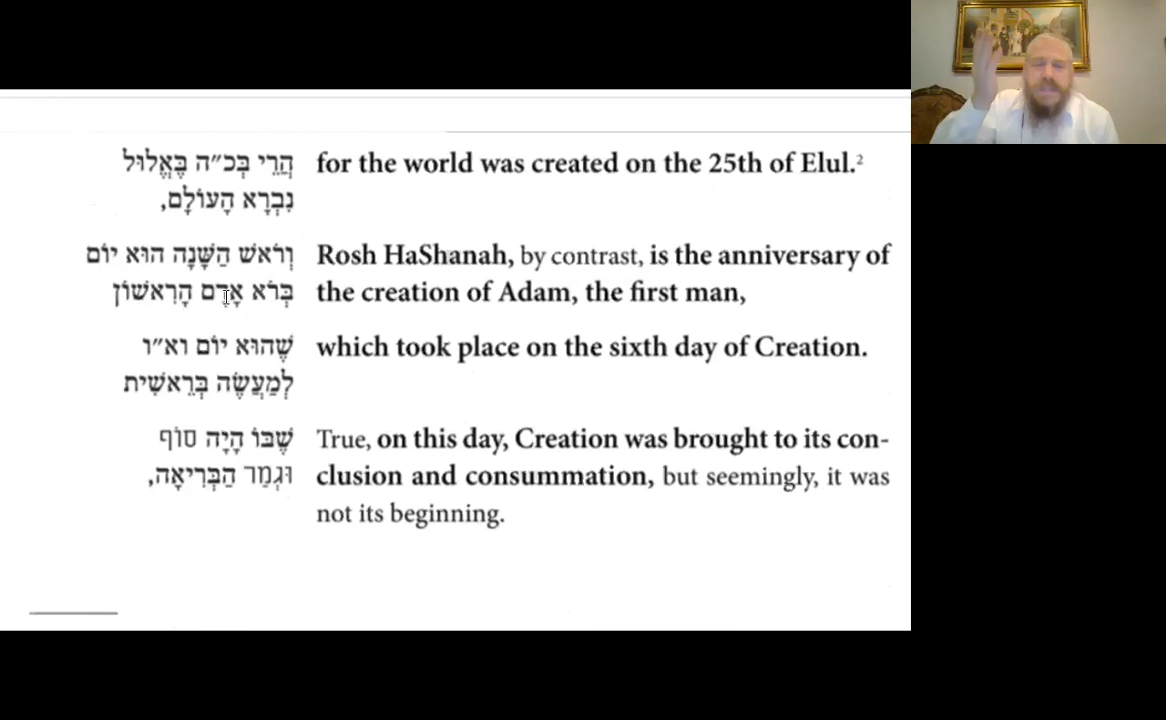 הֲרֵי בְּכ״ה בֶּאֱלוּל
נִבְרָא הָעוֹלָם,
for the world was created on the 25th of Elul.²
וְרֹאשׁ הַשָּׁנָה הוּא יוֹם
בְּרֹא אָדָם הָרִאשׁוֹן
Rosh HaShanah, by contrast, is the anniversary of
the creation of Adam, the first man,
שֶׁהוּא יוֹם וא״ו
לְמַעֲשֶׂה בְּרֵאשִׁית
which took place on the sixth day of Creation.
שֶׁבּוֹ הָיָה סוֹף
וּגְמַר הַבְּרִיאָה,
True, on this day, Creation was brought to its con-
clusion and consummation, but seemingly, it was
not its beginning.